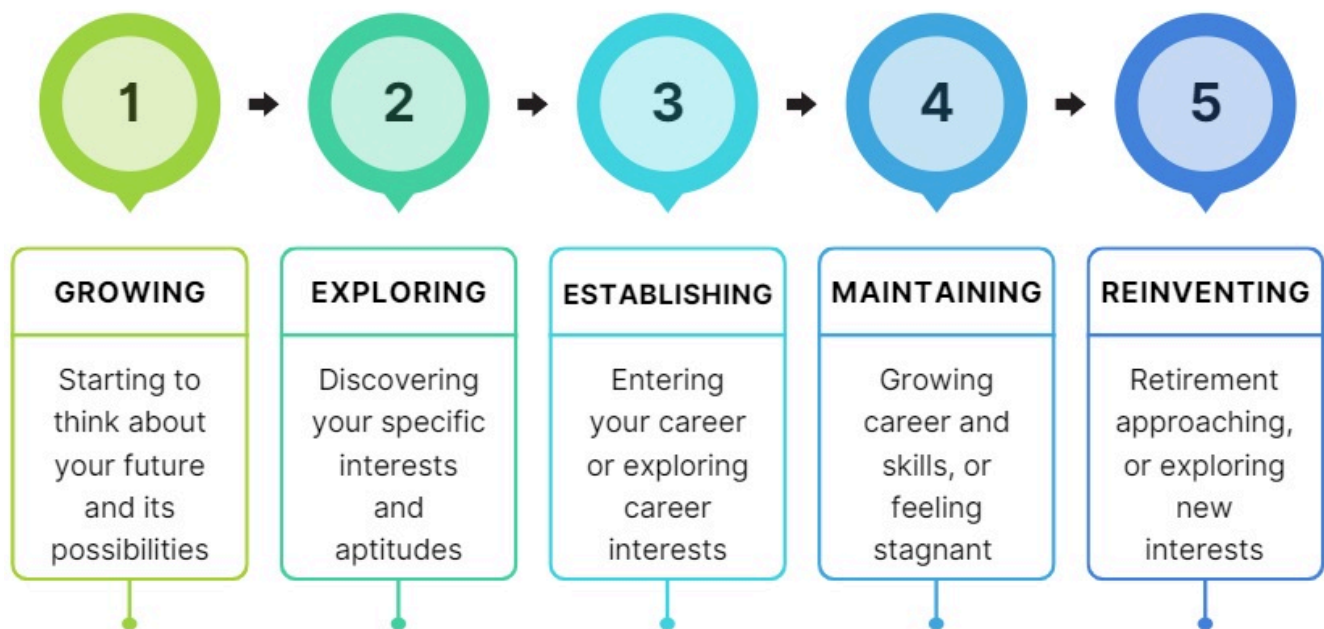 1
2
3
4
5
GROWING
Starting to
think about
your future
and its
possibilities
EXPLORING
Discovering
your specific
interests
and
aptitudes
ESTABLISHING
Entering
your career
or exploring
career
interests
MAINTAINING
Growing
career and
skills, or
feeling
stagnant
REINVENTING
Retirement
approaching,
or exploring
new
interests